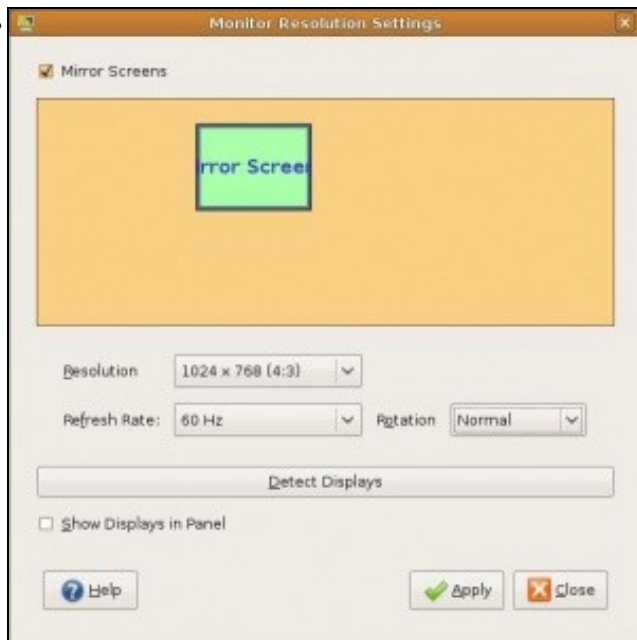 Monitor Resolution Settings
Mirror Screens
rror Scree
Resolution 1024 x 768 (4:3)
Refresh Rate: 60 Hz Rotation Normal
Detect Displays
Show Displays in Panel
Help Apply Close